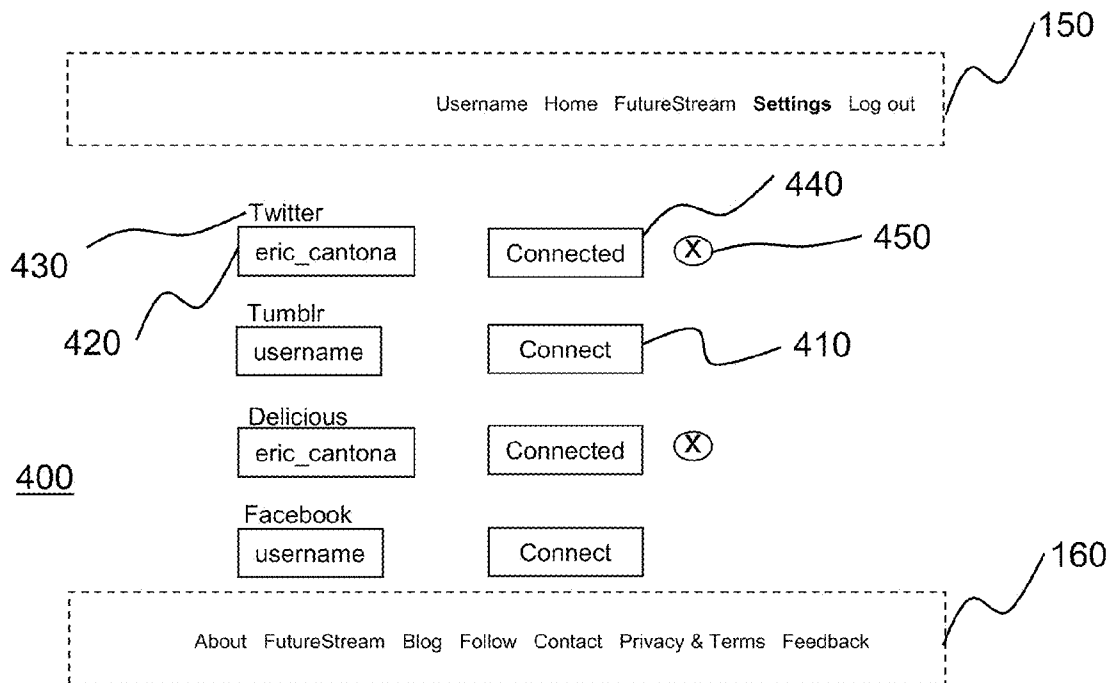 150
Username Home FutureStream Settings Log out
440
Twitter
430
eric_cantona
Connected
X
450
420
Tumblr
username
Connect
410
Delicious
eric_cantona
Connected
X
400
Facebook
username
Connect
160
About FutureStream Blog Follow Contact Privacy & Terms Feedback